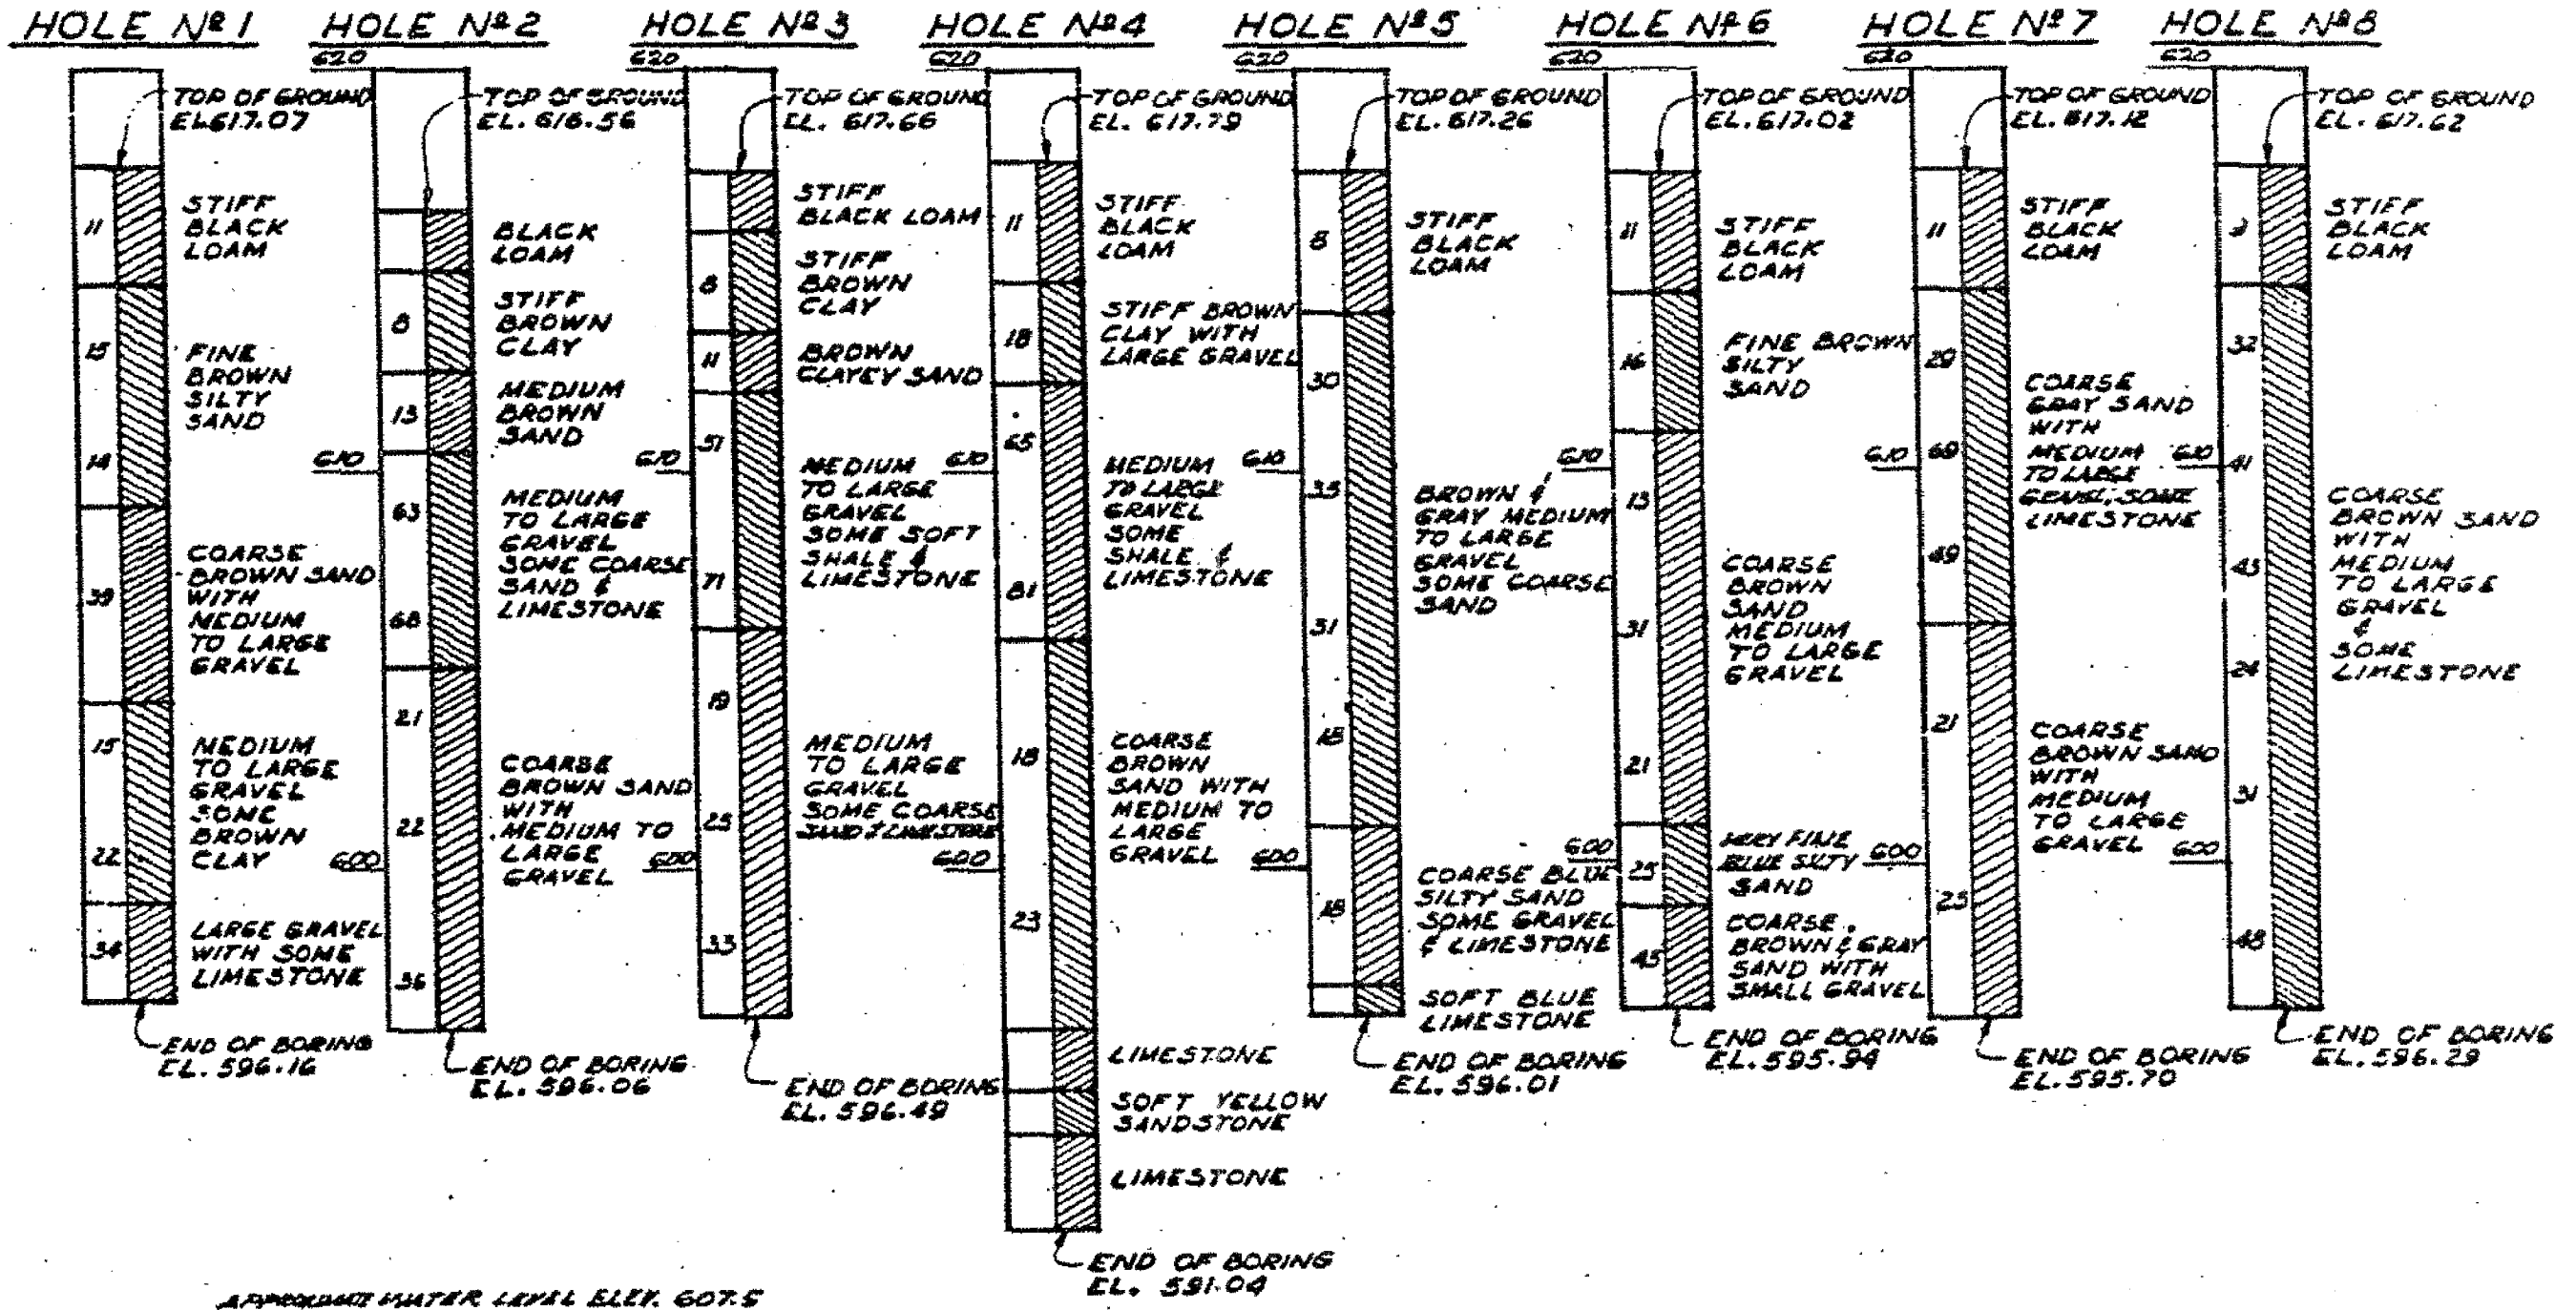 HOLE Nº 1
TOP OF GROUND
EL. 617.07
11
STIFF
BLACK
LOAM
15
FINE
BROWN
SILTY
SAND
14
39
COARSE
BROWN SAND
WITH
MEDIUM
TO LARGE
GRAVEL
15
MEDIUM
TO LARGE
GRAVEL
SOME
BROWN
CLAY
22
34
LARGE GRAVEL
WITH SOME
LIMESTONE
END OF BORING
EL. 596.16
HOLE Nº 2
620
TOP OF GROUND
EL. 616.56
BLACK
LOAM
8
STIFF
BROWN
CLAY
13
MEDIUM
BROWN
SAND
610
63
MEDIUM
TO LARGE
GRAVEL
SOME COARSE
SAND &
LIMESTONE
68
21
22
COARSE
BROWN SAND
WITH
MEDIUM TO
LARGE
GRAVEL
600
36
END OF BORING
EL. 596.06
HOLE Nº 3
620
TOP OF GROUND
EL. 617.66
STIFF
BLACK LOAM
8
STIFF
BROWN
CLAY
11
BROWN
CLAYEY SAND
51
610
MEDIUM
TO LARGE
GRAVEL
SOME SOFT
SHALE &
LIMESTONE
71
19
25
MEDIUM
TO LARGE
GRAVEL
SOME COARSE
SAND & LIMESTONE
600
33
END OF BORING
EL. 596.49
HOLE Nº 4
620
TOP OF GROUND
EL. 617.79
11
STIFF
BLACK
LOAM
18
STIFF BROWN
CLAY WITH
LARGE GRAVEL
65
610
MEDIUM
TO LARGE
GRAVEL
SOME
SHALE &
LIMESTONE
81
18
COARSE
BROWN
SAND WITH
MEDIUM TO
LARGE
GRAVEL
600
23
LIMESTONE
SOFT YELLOW
SANDSTONE
LIMESTONE
END OF BORING
EL. 591.04
HOLE Nº 5
620
TOP OF GROUND
EL. 617.26
8
STIFF
BLACK
LOAM
30
610
35
BROWN &
GRAY MEDIUM
TO LARGE
GRAVEL
SOME COARSE
SAND
31
18
600
18
COARSE BLUE
SILTY SAND
SOME GRAVEL
& LIMESTONE
SOFT BLUE
LIMESTONE
END OF BORING
EL. 596.01
HOLE Nº 6
620
TOP OF GROUND
EL. 617.02
11
STIFF
BLACK
LOAM
16
FINE BROWN
SILTY
SAND
610
13
31
COARSE
BROWN
SAND
MEDIUM
TO LARGE
GRAVEL
21
600
25
VERY FINE
BLUE SILTY
SAND
45
COARSE
BROWN & GRAY
SAND WITH
SMALL GRAVEL
END OF BORING
EL. 595.94
HOLE Nº 7
620
TOP OF GROUND
EL. 617.12
11
STIFF
BLACK
LOAM
29
69
610
COARSE
GRAY SAND
WITH
MEDIUM
TO LARGE
GRAVEL, SOME
LIMESTONE
49
21
COARSE
BROWN SAND
WITH
MEDIUM
TO LARGE
GRAVEL
600
25
END OF BORING
EL. 595.70
HOLE Nº 8
620
TOP OF GROUND
EL. 617.62
STIFF
BLACK
LOAM
32
610
41
43
COARSE
BROWN SAND
WITH
MEDIUM
TO LARGE
GRAVEL
&
SOME
LIMESTONE
24
31
600
48
END OF BORING
EL. 596.29
APPROXIMATE WATER LEVEL ELEV. 607.5